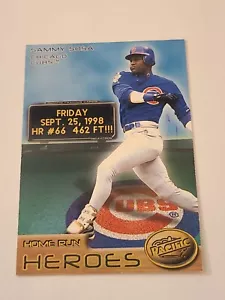 SAMMY SOSA
CHICAGO
CUBS
FRIDAY
SEPT. 25, 1998
HR #66 462 FT!!!
CUBS
®
HOME RUN
HEROES
PACIFIC